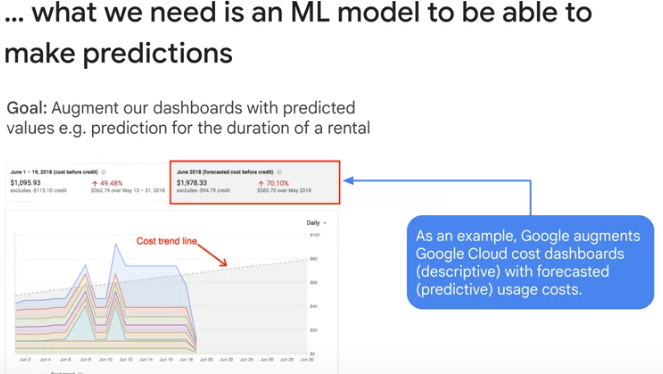 ... what we need is an ML model to be able to
make predictions
Goal: Augment our dashboards with predicted
values e.g. prediction for the duration of a rental
June 1 – 19, 2018 (cost before credit)
$1,095.93
↑ 49.48%
excludes -$115.10 credit
$362.79 over May 13 – 31, 2018
June 2018 (forecasted cost before credit)
$1,978.33
↑ 70.10%
excludes -$94.79 credit
$385.70 over May 2018
As an example, Google augments
Google Cloud cost dashboards
(descriptive) with forecasted
(predictive) usage costs.
Daily
Cost trend line
$100
$80
$60
$40
$20
$0
Jun 2
Jun 4
Jun 6
Jun 8
Jun 10
Jun 12
Jun 14
Jun 16
Jun 18
Jun 20
Jun 22
Jun 24
Jun 26
Jun 28
Jun 30